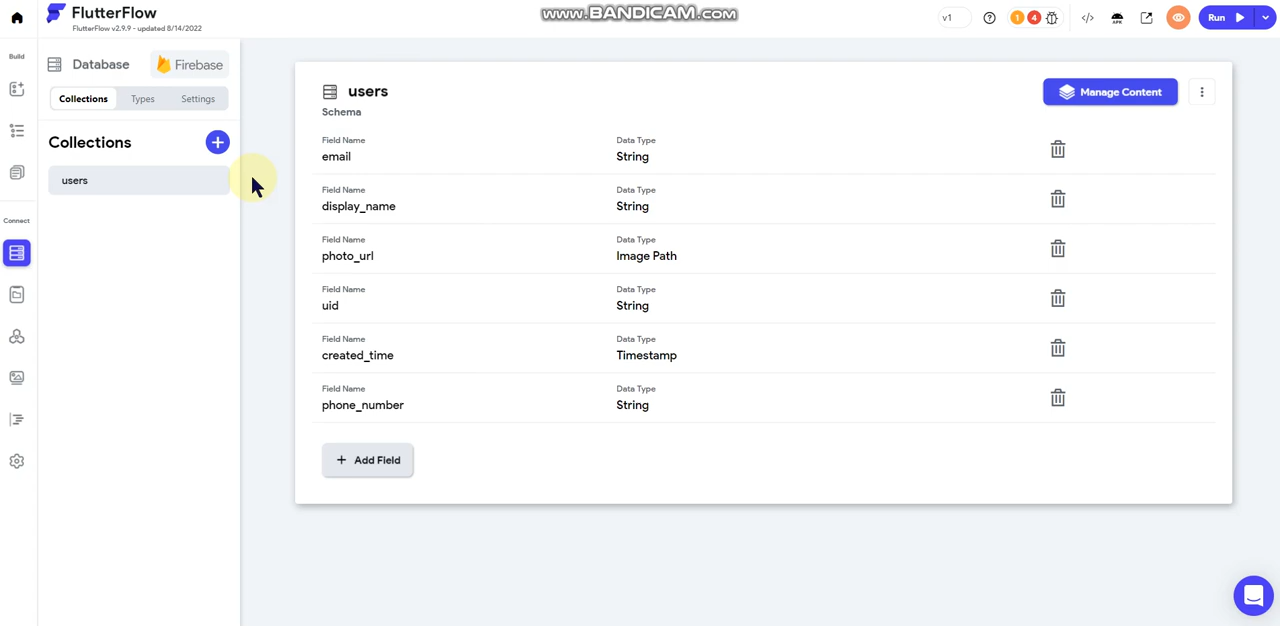 www.BANDICAM.com
FlutterFlow
FlutterFlow v2.9.9 - updated 8/14/2022
v1
1
4
APK
Run
Build
Database
Firebase
Collections
Types
Settings
Collections
users
Connect
users
Schema
Manage Content
Field Name
Data Type
email
String
Field Name
Data Type
display_name
String
Field Name
Data Type
photo_url
Image Path
Field Name
Data Type
uid
String
Field Name
Data Type
created_time
Timestamp
Field Name
Data Type
phone_number
String
Add Field